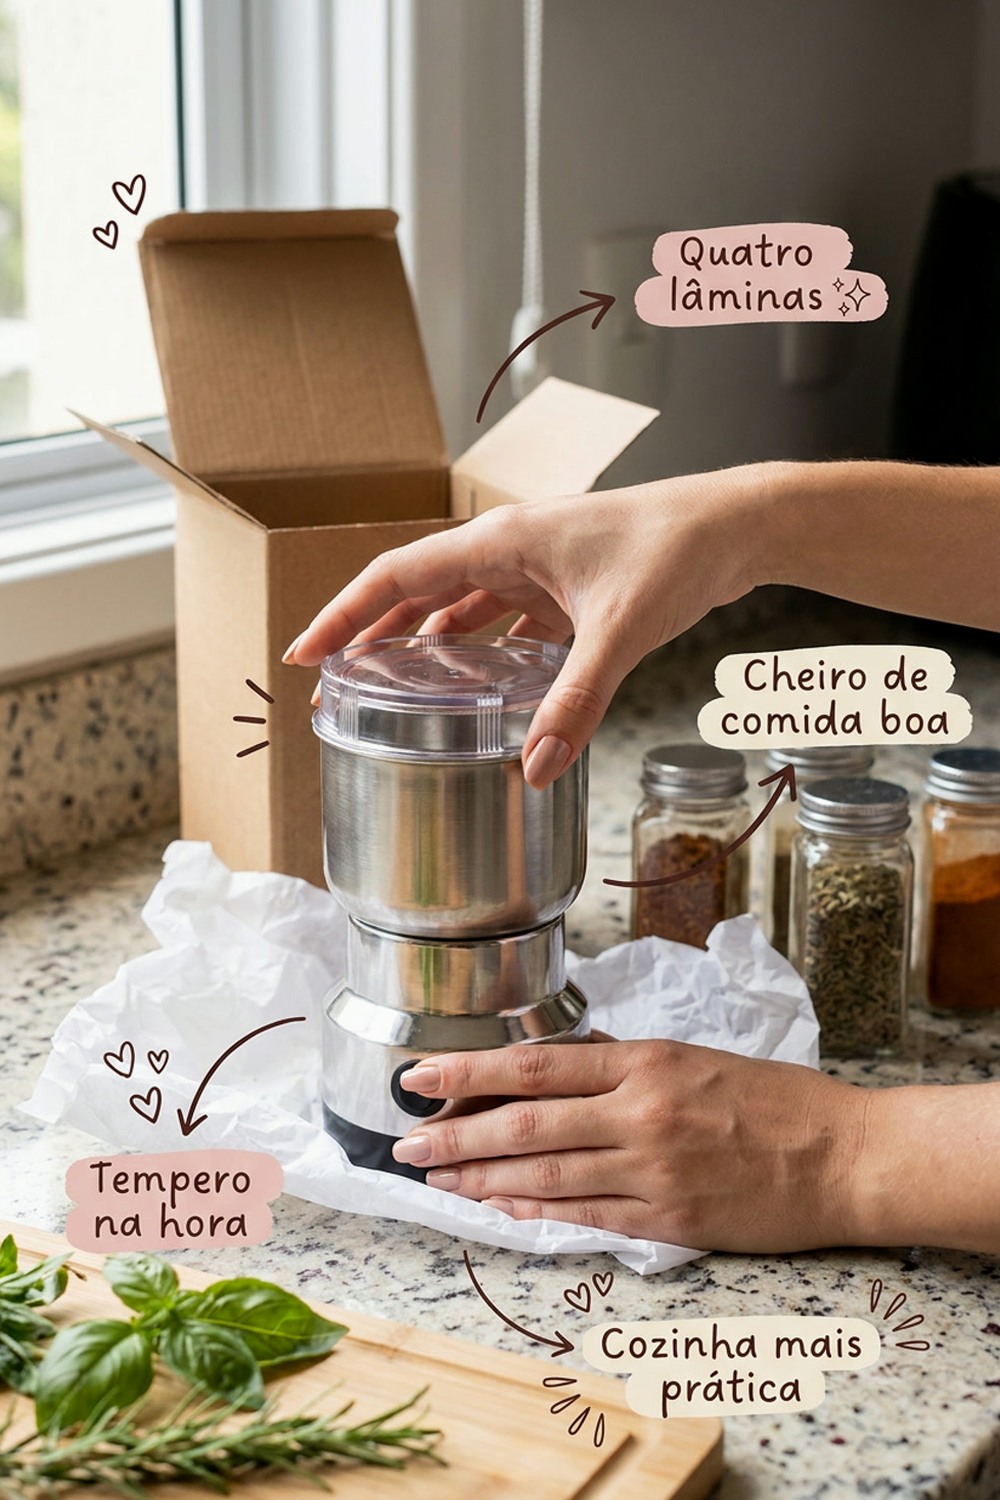 Quatro
lâminas
Cheiro de
comida boa
Tempero
na hora
Cozinha mais
prática